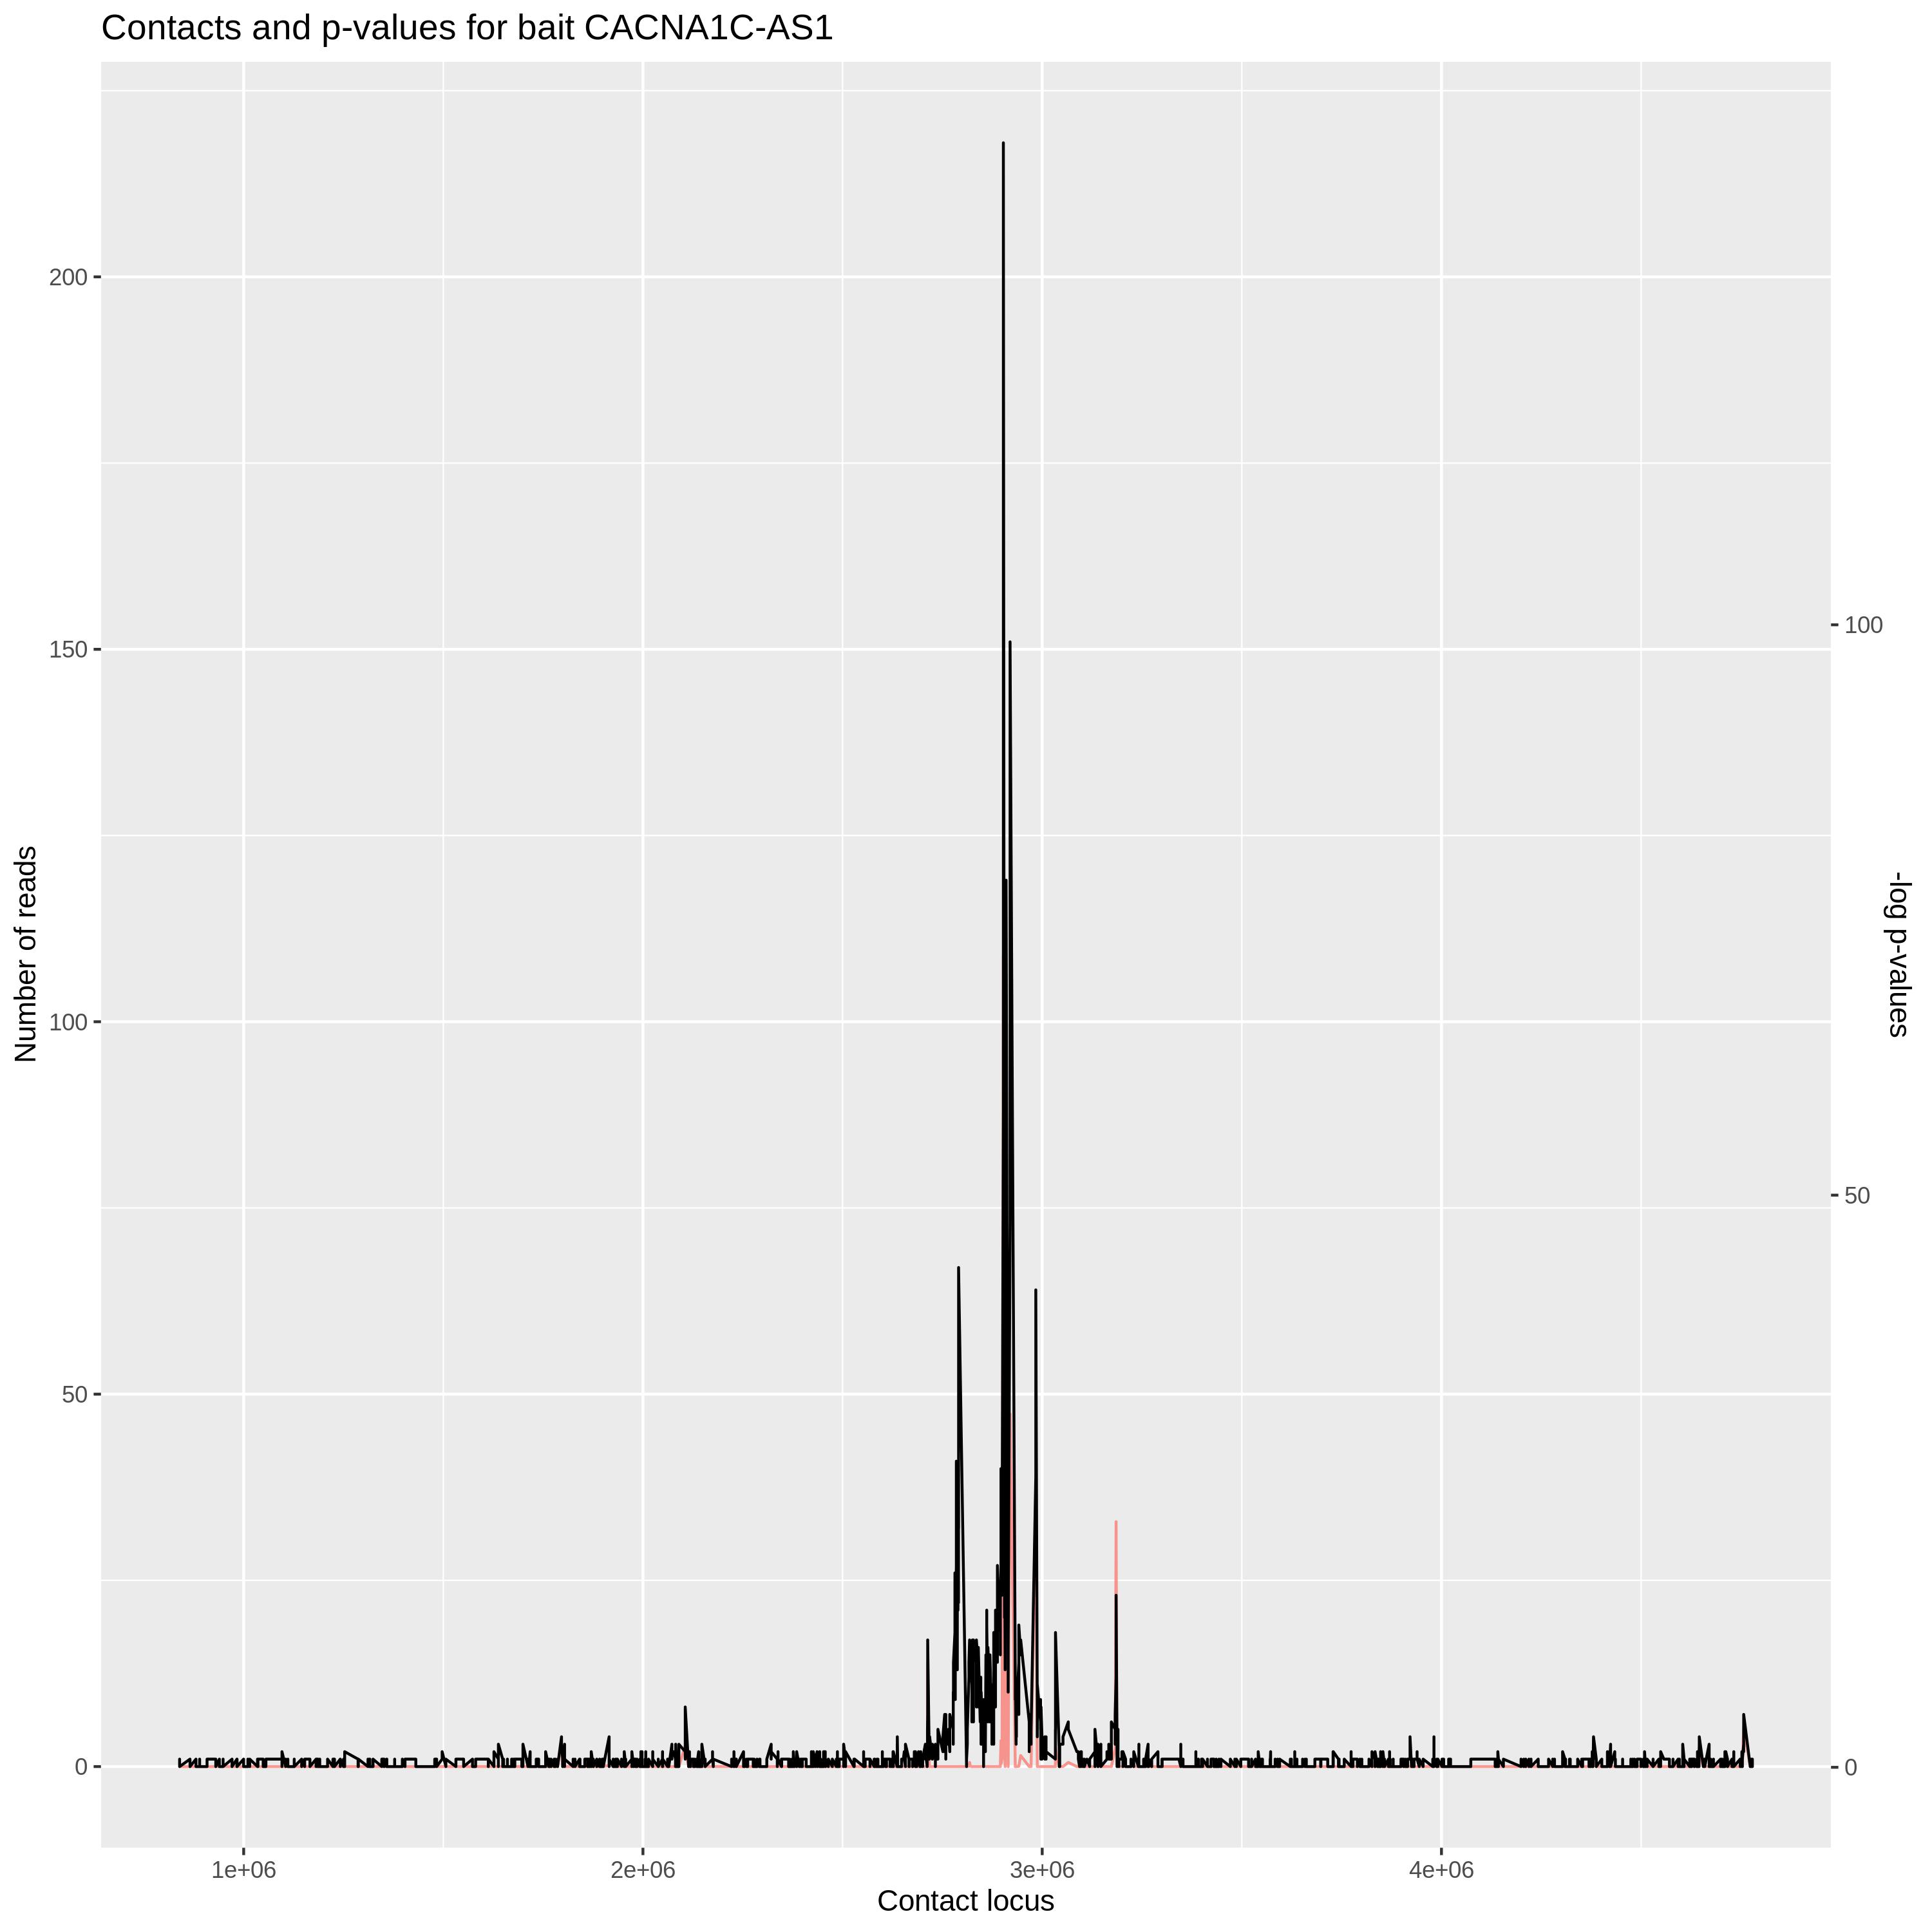 Contacts and p-values for bait CACNA1C-AS1
200
150
100
50
0
Number of reads
100
50
0
-log p-values
1e+06
2e+06
3e+06
4e+06
Contact locus